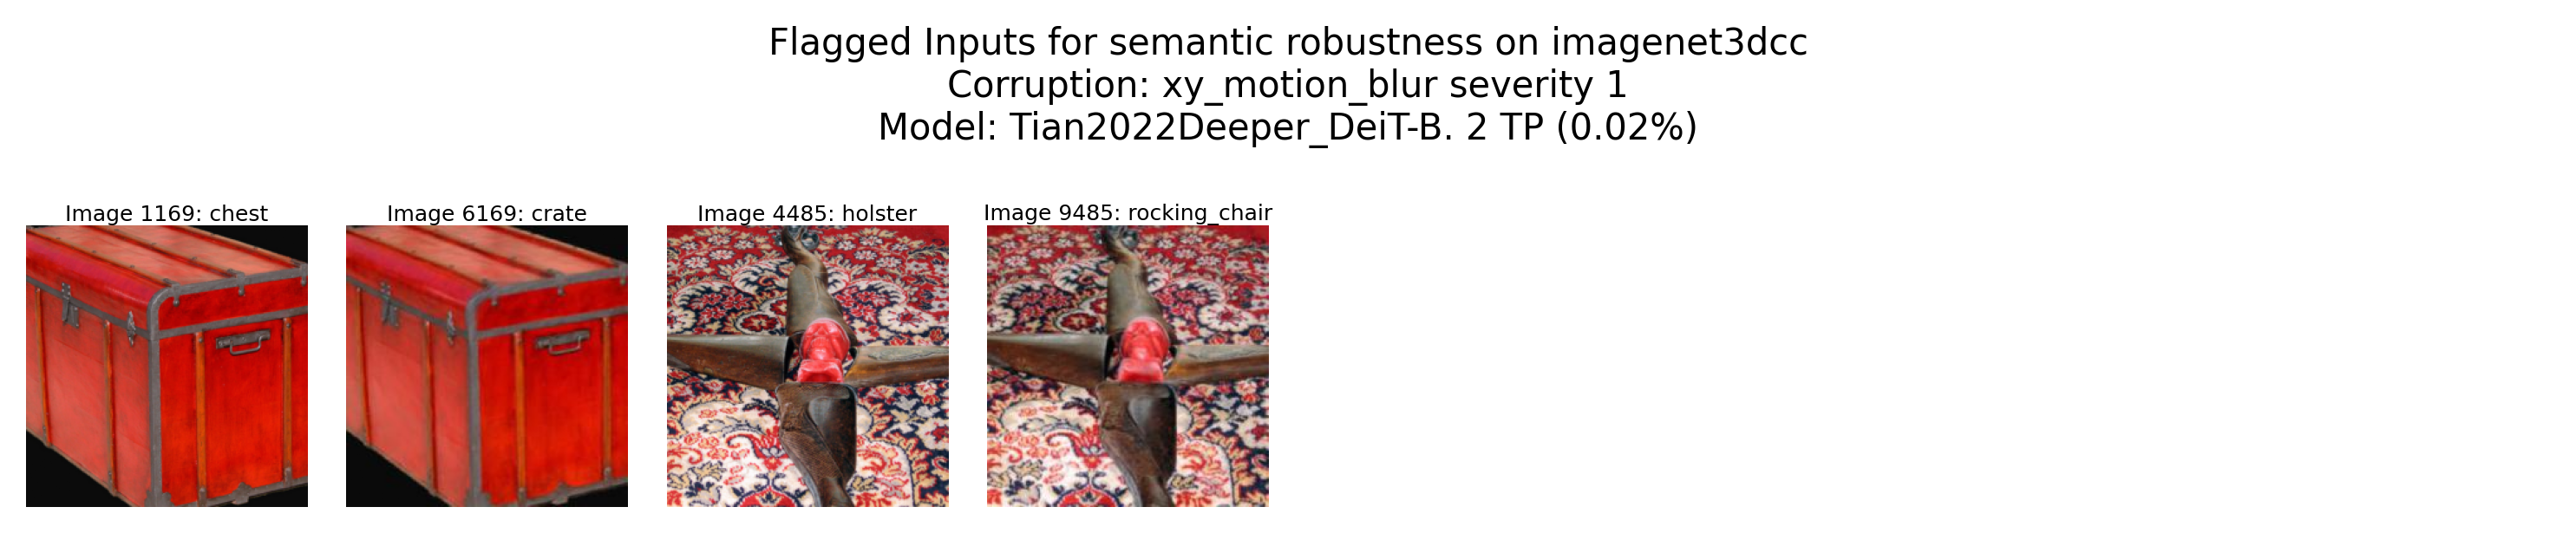 Flagged Inputs for semantic robustness on imagenet3dcc
Corruption: xy_motion_blur severity 1
Model: Tian2022Deeper_DeiT-B. 2 TP (0.02%)
Image 1169: chest
Image 6169: crate
Image 4485: holster
Image 9485: rocking_chair